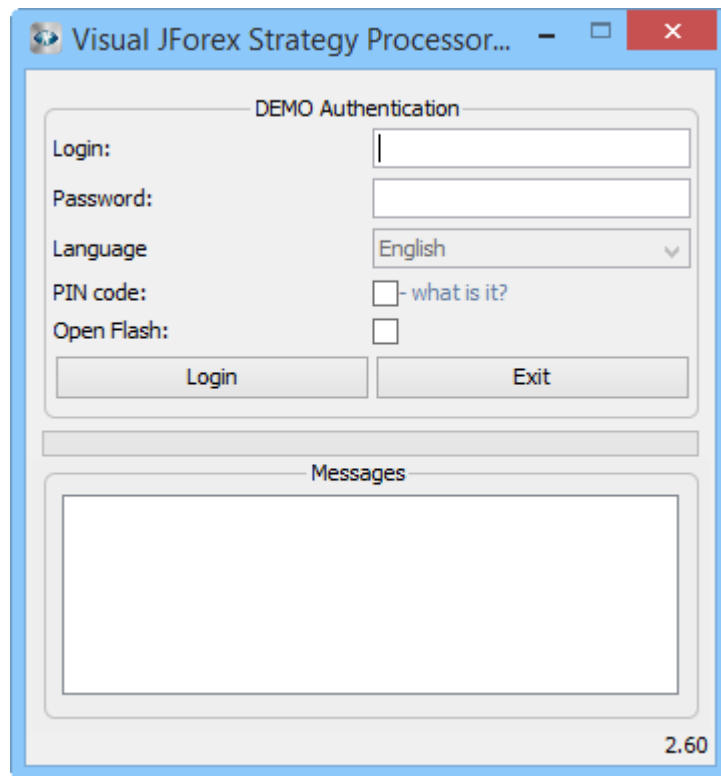 Visual JForex Strategy Processor...
DEMO Authentication
Login:
Password:
Language English
PIN code: - what is it?
Open Flash:
Login Exit
Messages
2.60